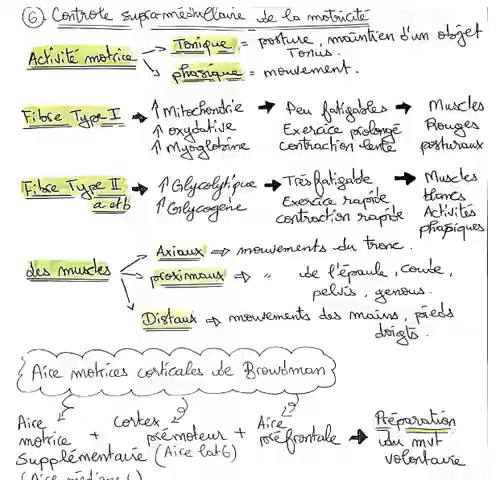 ⑥ Controle supra-médullaire de la motricité
Activité motrice → Tonique = posture, maintien d'un objet
Tonus.
→ phasique = mouvement.
Fibre Type I → ↑ Mitochondrie → Peu fatigables → Muscles
↑ oxydative Exercice prolongé Rouges
↑ Myoglobine Contraction lente posturaux
Fibre Type II → ↑ Glycolytique → Très fatigable → Muscles
a et b ↑ Glycogène Exercice rapide blancs
contraction rapide Activités
phasiques
des muscles → Axiaux ⇒ mouvements du tronc.
→ proximaux ⇒ " de l'épaule, coude,
pelvis, genous.
→ Distaux ⇒ mouvements des mains, pieds
doigts.
Aire motrices corticales de Browdman
Aire + Cortex + Aire → Préparation
motrice prémoteur préfrontale du mvt
Supplémentaire (Aire lat 6) volontaire